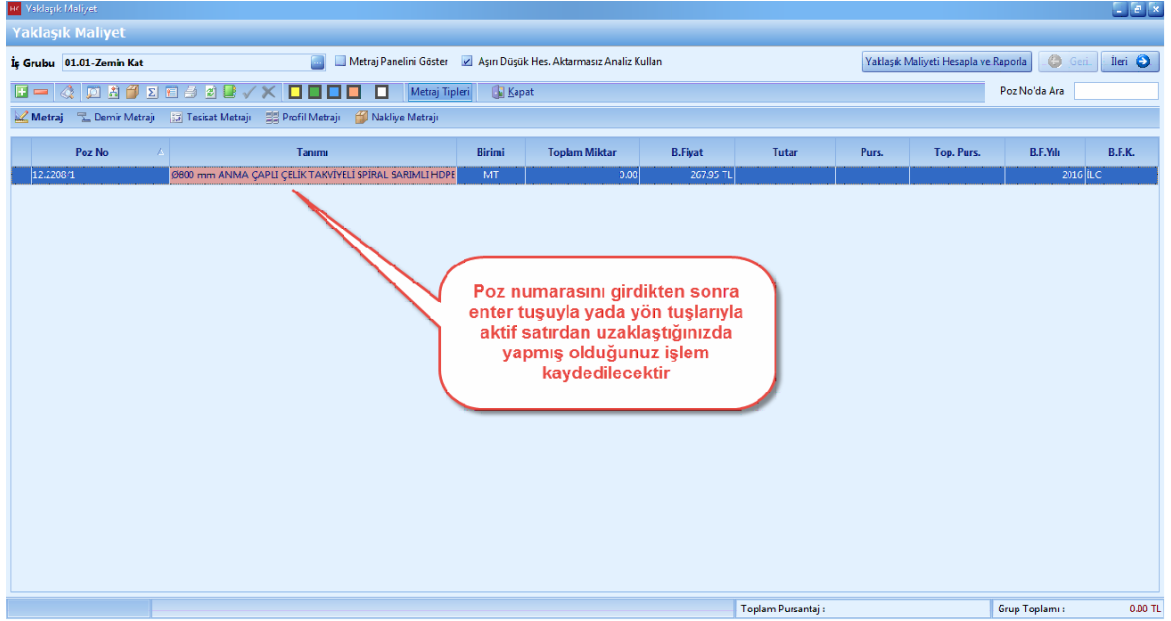 Yaklaşık Maliyet
Yaklaşık Maliyet
İş Grubu 01.01-Zemin Kat Metraj Panelini Göster Aşırı Düşük Hes. Aktarmasız Analiz Kullan Yaklaşık Maliyeti Hesapla ve Raporla Geri İleri
Metraj Tipleri Kapat Poz No'da Ara
Metraj Demir Metrajı Tesisat Metrajı Profil Metrajı Nakliye Metrajı
Poz No Tanımı Birimi Toplam Miktar B.Fiyat Tutar Purs. Top. Purs. B.F.Yılı B.F.K.
12.2208/1 Ø800 mm ANMA ÇAPLI ÇELİK TAKVİYELİ SPİRAL SARIMLI HDPE MT 0.00 267.95 TL 2016 İLC
Poz numarasını girdikten sonra
enter tuşuyla yada yön tuşlarıyla
aktif satırdan uzaklaştığınızda
yapmış olduğunuz işlem
kaydedilecektir
Toplam Pursantaj : Grup Toplamı : 0.00 TL